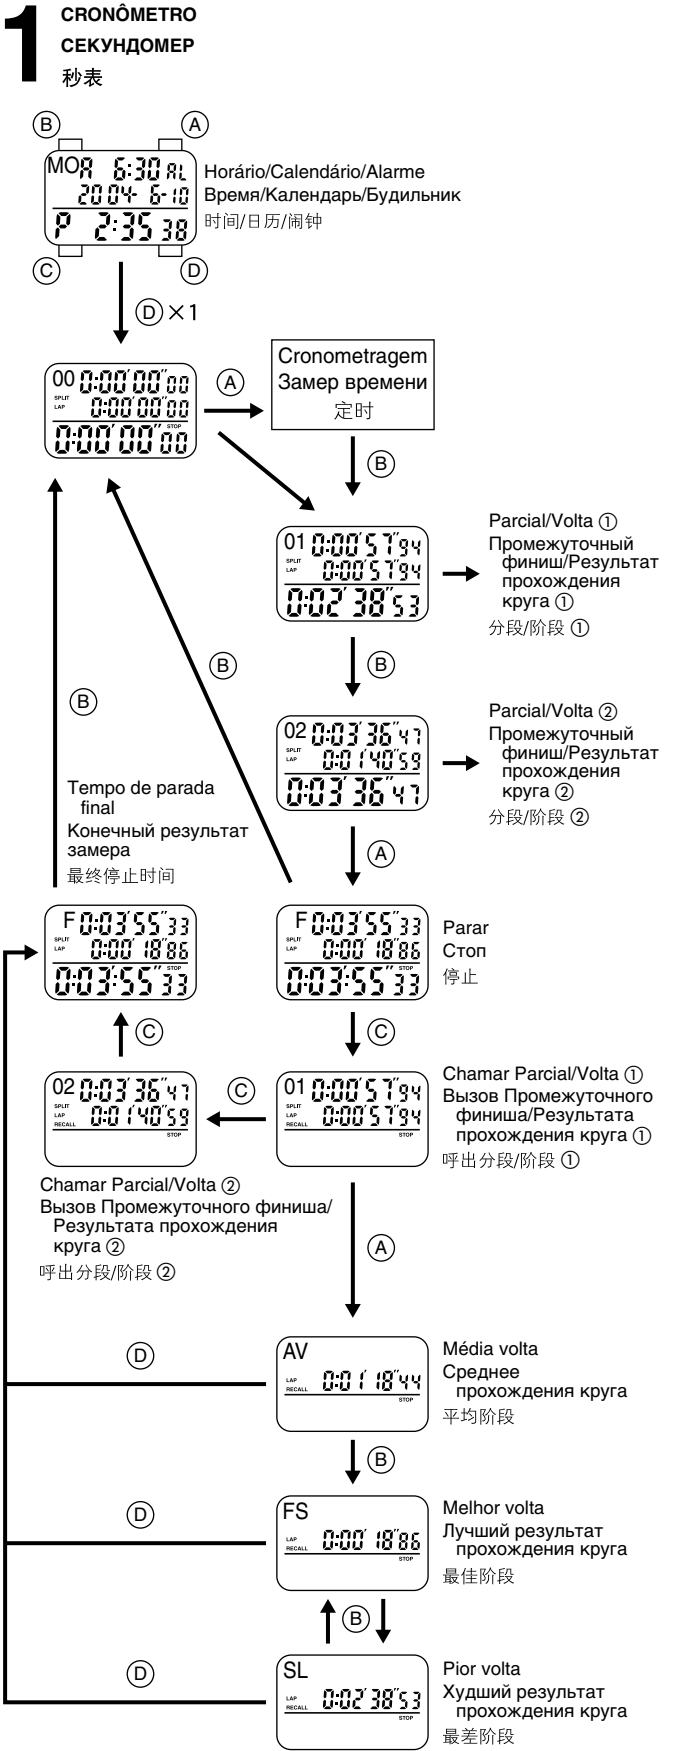 1
CRONÔMETRO
СЕКУНДОМЕР
秒表
B A
MOA 6:30 AL
2004- 6-10
P 2:35 38
C D
Horário/Calendário/Alarme
Время/Календарь/Будильник
时间/日历/闹钟
D ×1
00 0:00'00"00
SPLIT
LAP 0:00'00"00
STOP
0:00'00"00
A
Cronometragem
Замер времени
定时
B
01 0:00'57"94
SPLIT
LAP 0:00'57"94
0:02'38"53
Parcial/Volta ①
Промежуточный
финиш/Результат
прохождения
круга ①
分段/阶段 ①
B
B
B
02 0:03'36"47
SPLIT
LAP 0:01'40"59
0:03'36"47
Parcial/Volta ②
Промежуточный
финиш/Результат
прохождения
круга ②
分段/阶段 ②
A
Tempo de parada
final
Конечный результат
замера
最终停止时间
F 0:03'55"33
SPLIT
LAP 0:00'18"86
STOP
0:03'55"33
F 0:03'55"33
SPLIT
LAP 0:00'18"86
STOP
0:03'55"33
Parar
Стоп
停止
C
C
02 0:03'36"47
SPLIT
LAP 0:01'40"59
RECALL
STOP
C
01 0:00'57"94
SPLIT
LAP 0:00'57"94
RECALL
STOP
Chamar Parcial/Volta ①
Вызов Промежуточного
финиша/Результата
прохождения круга ①
呼出分段/阶段 ①
Chamar Parcial/Volta ②
Вызов Промежуточного финиша/
Результата прохождения
круга ②
呼出分段/阶段 ②
A
D
AV
LAP 0:01'18"44
RECALL
STOP
Média volta
Среднее
прохождения круга
平均阶段
B
D
FS
LAP 0:00'18"86
RECALL
STOP
Melhor volta
Лучший результат
прохождения круга
最佳阶段
B
D
SL
LAP 0:02'38"53
RECALL
STOP
Pior volta
Худший результат
прохождения круга
最差阶段